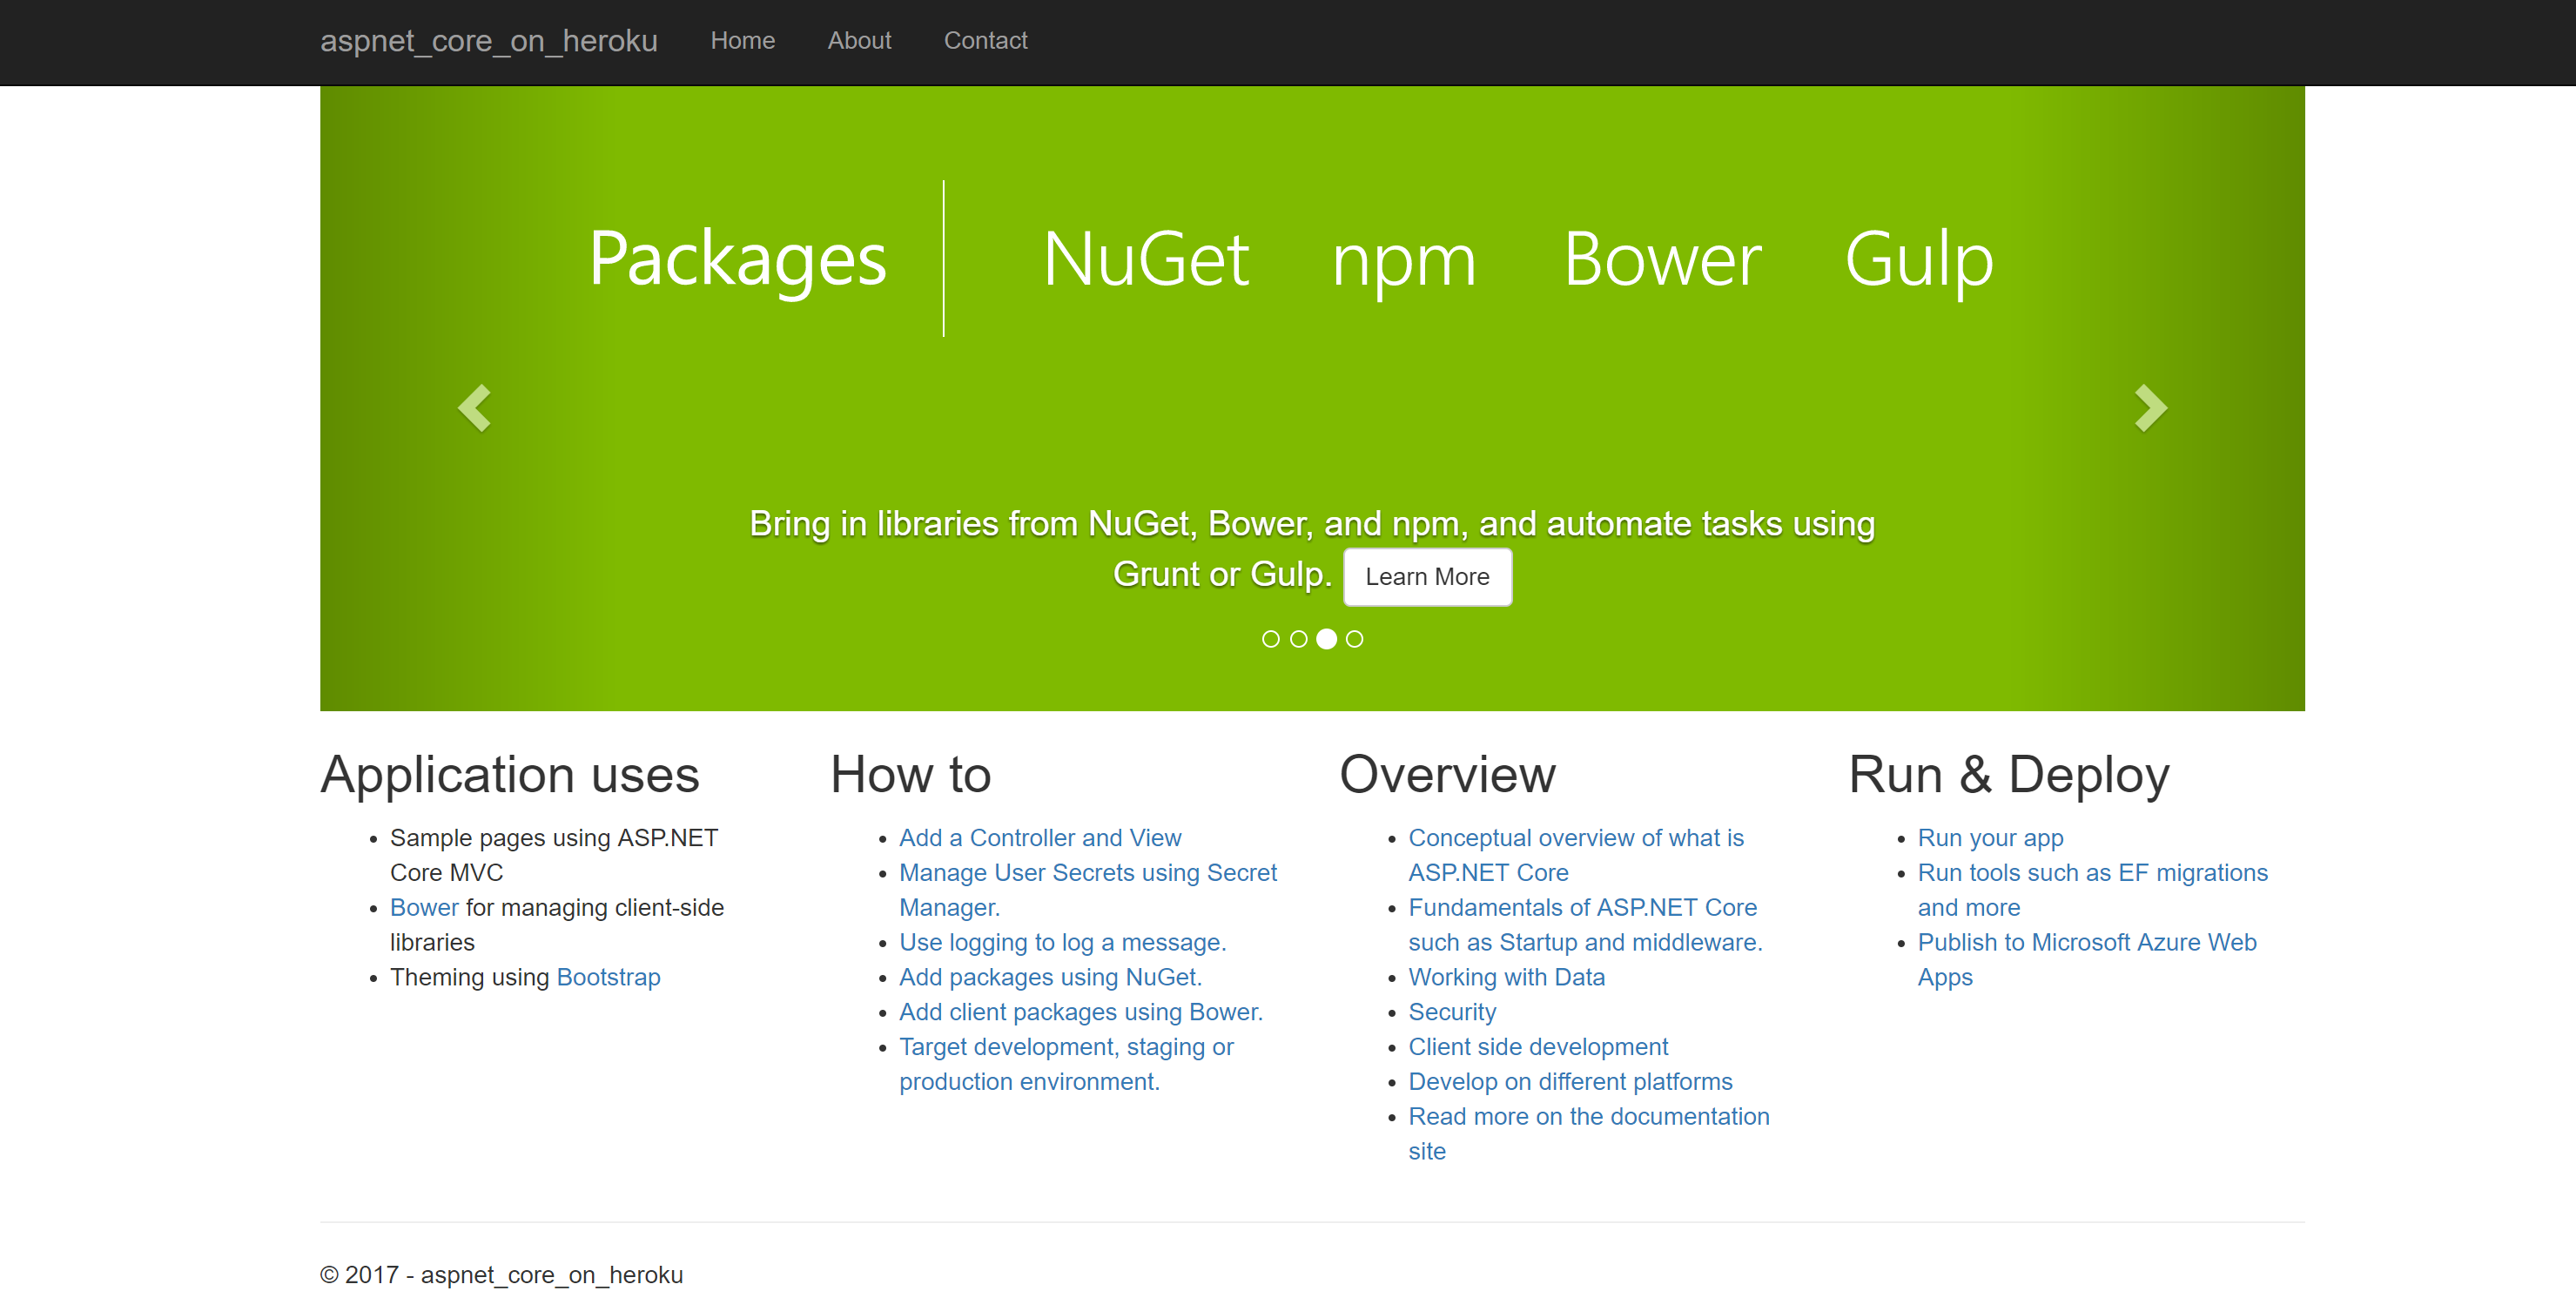 aspnet_core_on_heroku Home About Contact
Packages NuGet npm Bower Gulp
Bring in libraries from NuGet, Bower, and npm, and automate tasks using
Grunt or Gulp. Learn More
Application uses
Sample pages using ASP.NET
Core MVC
Bower for managing client-side
libraries
Theming using Bootstrap
How to
Add a Controller and View
Manage User Secrets using Secret
Manager.
Use logging to log a message.
Add packages using NuGet.
Add client packages using Bower.
Target development, staging or
production environment.
Overview
Conceptual overview of what is
ASP.NET Core
Fundamentals of ASP.NET Core
such as Startup and middleware.
Working with Data
Security
Client side development
Develop on different platforms
Read more on the documentation
site
Run & Deploy
Run your app
Run tools such as EF migrations
and more
Publish to Microsoft Azure Web
Apps
© 2017 - aspnet_core_on_heroku